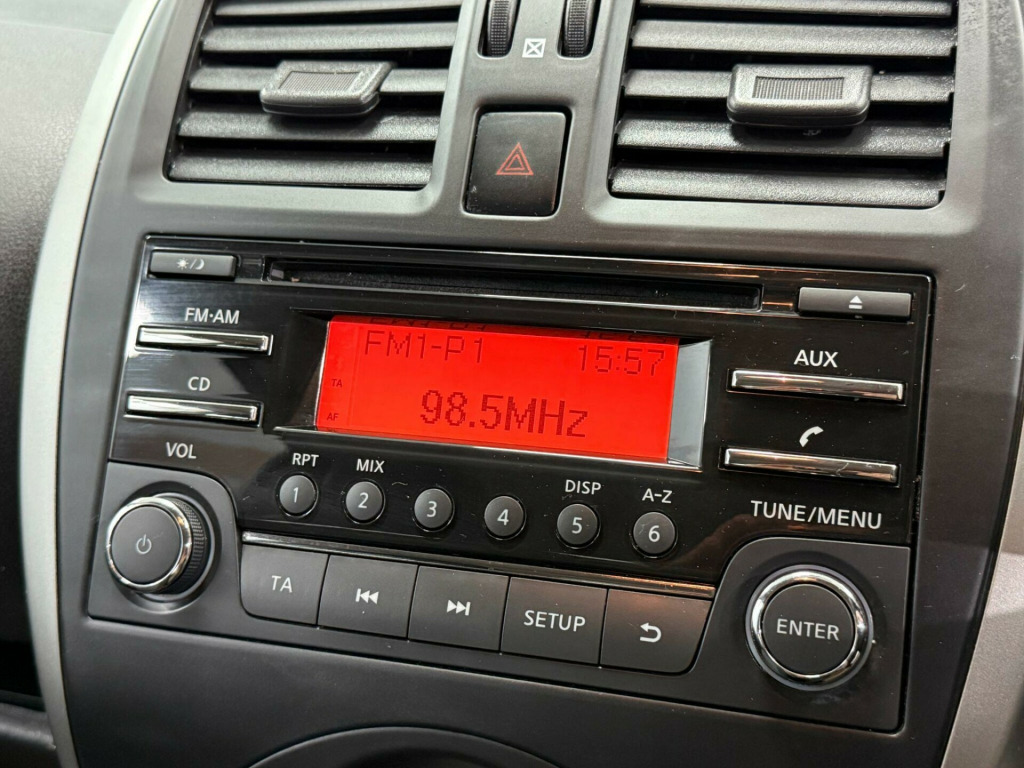 FM·AM
CD
VOL
FM1-P1 15:57
TA
98.5MHz
AF
AUX
RPT MIX DISP A-Z
1 2 3 4 5 6
TUNE/MENU
TA SETUP
ENTER